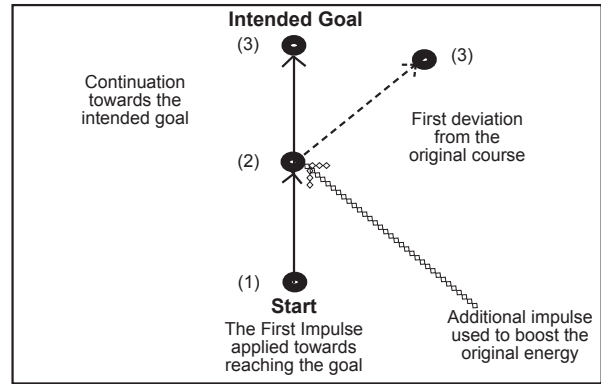 Intended Goal
(3)
(3)
Continuation
towards the
intended goal
First deviation
from the
original course
(2)
(1)
Start
The First Impulse
applied towards
reaching the goal
Additional impulse
used to boost the
original energy